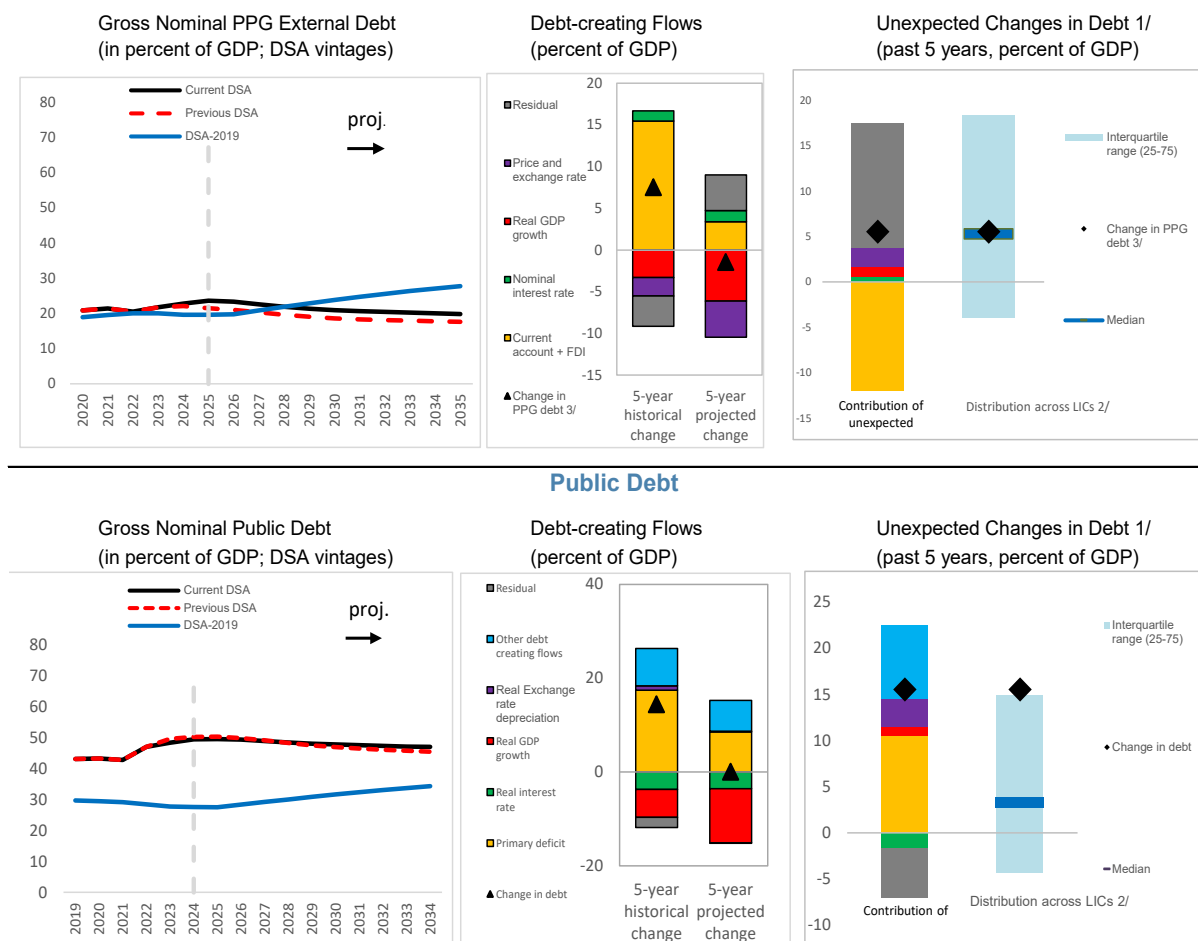 Gross Nominal PPG External Debt
(in percent of GDP; DSA vintages)
Current DSA
Previous DSA
DSA-2019
proj.
80
70
60
50
40
30
20
10
0
2020
2021
2022
2023
2024
2025
2026
2027
2028
2029
2030
2031
2032
2033
2034
2035
Debt-creating Flows
(percent of GDP)
Residual
Price and
exchange rate
Real GDP
growth
Nominal
interest rate
Current
account + FDI
Change in
PPG debt 3/
20
15
10
5
0
-5
-10
-15
5-year
historical
change
5-year
projected
change
Unexpected Changes in Debt 1/
(past 5 years, percent of GDP)
20
15
10
5
0
-5
-10
-15
Interquartile
range (25-75)
Change in PPG
debt 3/
Median
Contribution of
unexpected
Distribution across LICs 2/
Public Debt
Gross Nominal Public Debt
(in percent of GDP; DSA vintages)
Current DSA
Previous DSA
DSA-2019
proj.
80
70
60
50
40
30
20
10
0
2019
2020
2021
2022
2023
2024
2025
2026
2027
2028
2029
2030
2031
2032
2033
2034
Debt-creating Flows
(percent of GDP)
Residual
Other debt
creating flows
Real Exchange
rate
depreciation
Real GDP
growth
Real interest
rate
Primary deficit
Change in debt
40
20
0
-20
5-year
historical
change
5-year
projected
change
Unexpected Changes in Debt 1/
(past 5 years, percent of GDP)
25
20
15
10
5
0
-5
-10
Interquartile
range (25-75)
Change in debt
Median
Contribution of
Distribution across LICs 2/